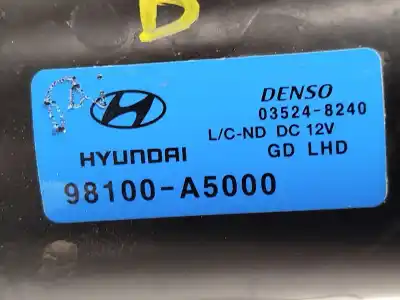 D
DENSO
03524-8240
L/C-ND DC 12V
HYUNDAI
GD LHD
98100-A5000